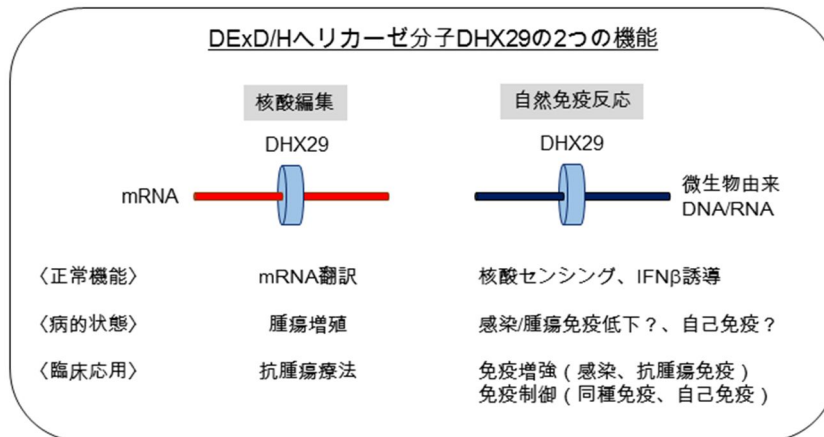 DExD/Hヘリカーゼ分子DHX29の2つの機能
核酸編集
自然免疫反応
DHX29
DHX29
mRNA
微生物由来
DNA/RNA
〈正常機能〉 mRNA翻訳 核酸センシング、IFNβ誘導
〈病的状態〉 腫瘍増殖 感染/腫瘍免疫低下？、自己免疫？
〈臨床応用〉 抗腫瘍療法 免疫増強（感染、抗腫瘍免疫）
免疫制御（同種免疫、自己免疫）